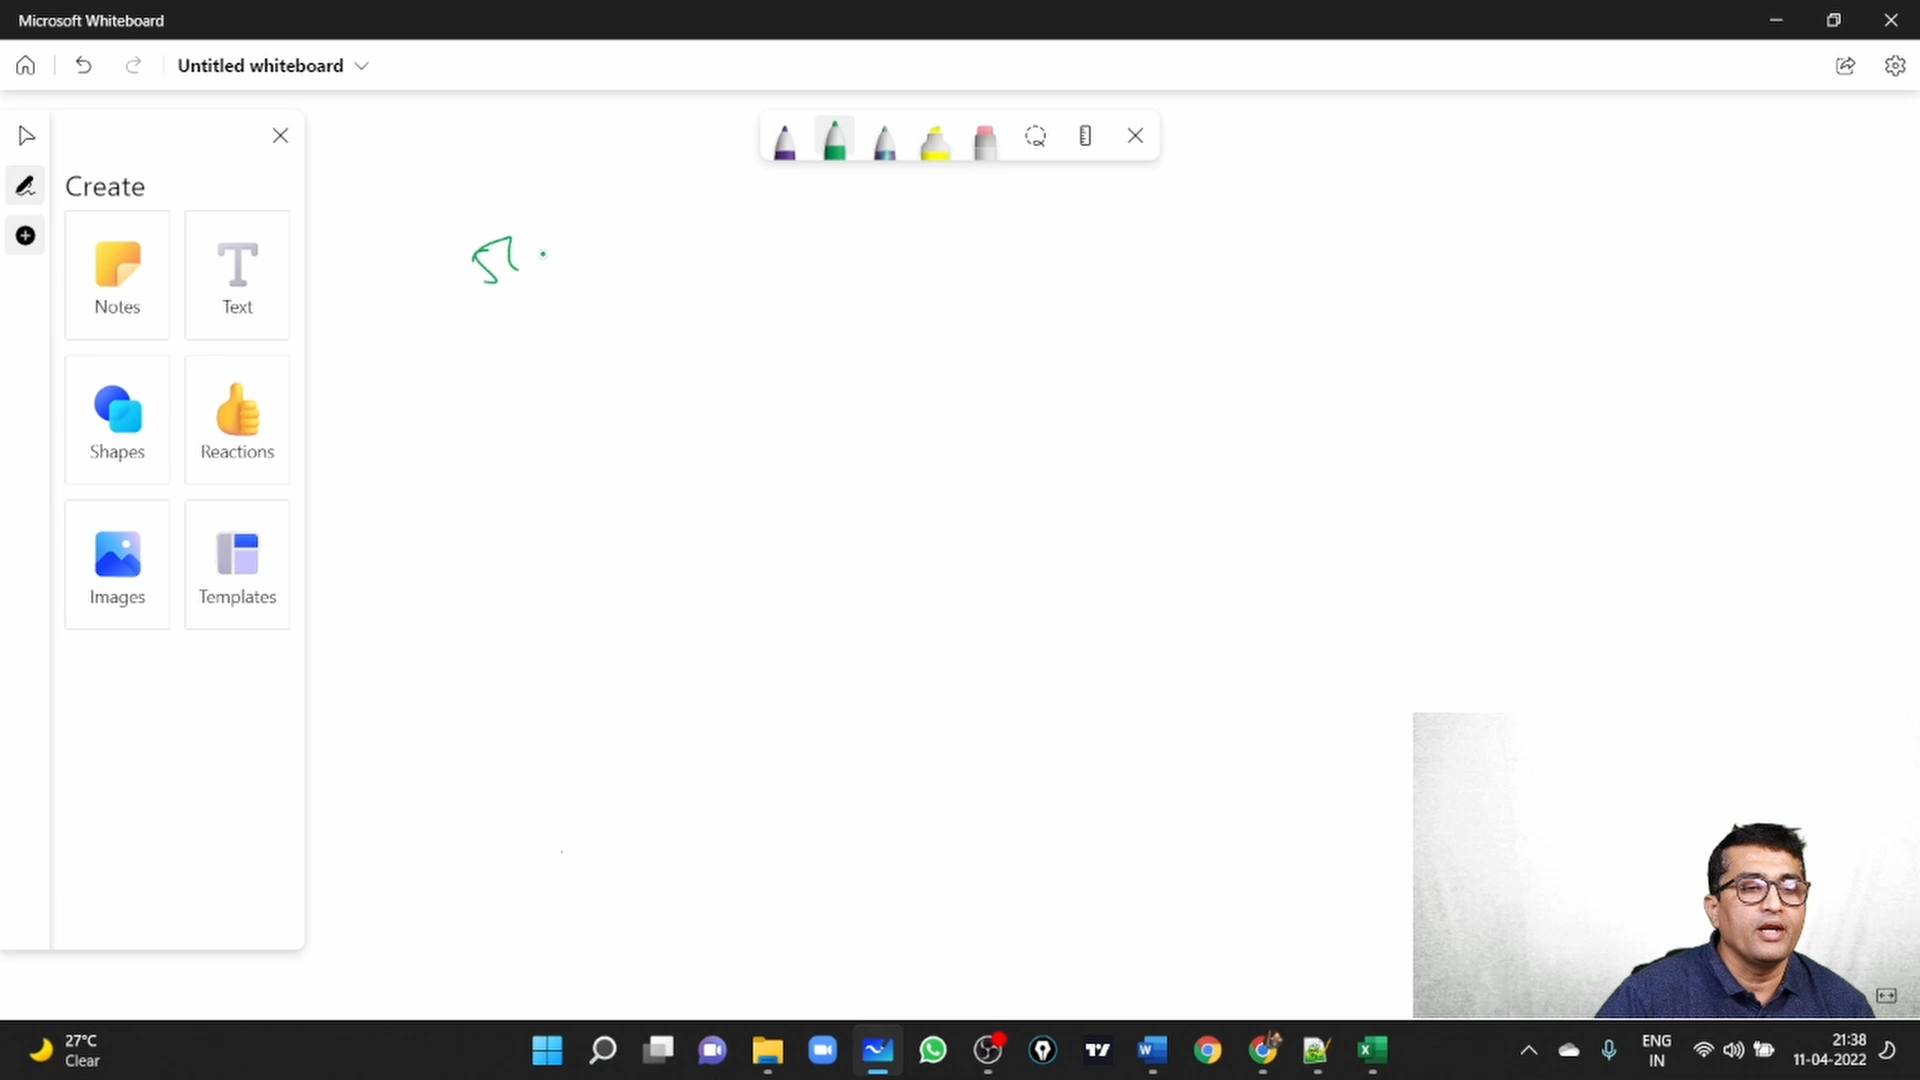 Microsoft Whiteboard
Untitled whiteboard
Create
Notes
Text
Shapes
Reactions
Images
Templates
27°C
Clear
ENG
IN
21:38
11-04-2022